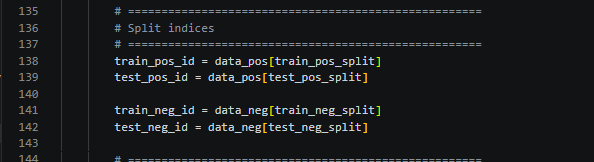 135 # ======================================================
136 # Split indices
137 # ======================================================
138 train_pos_id = data_pos[train_pos_split]
139 test_pos_id = data_pos[test_pos_split]
140
141 train_neg_id = data_neg[train_neg_split]
142 test_neg_id = data_neg[test_neg_split]
143
144 # ======================================================